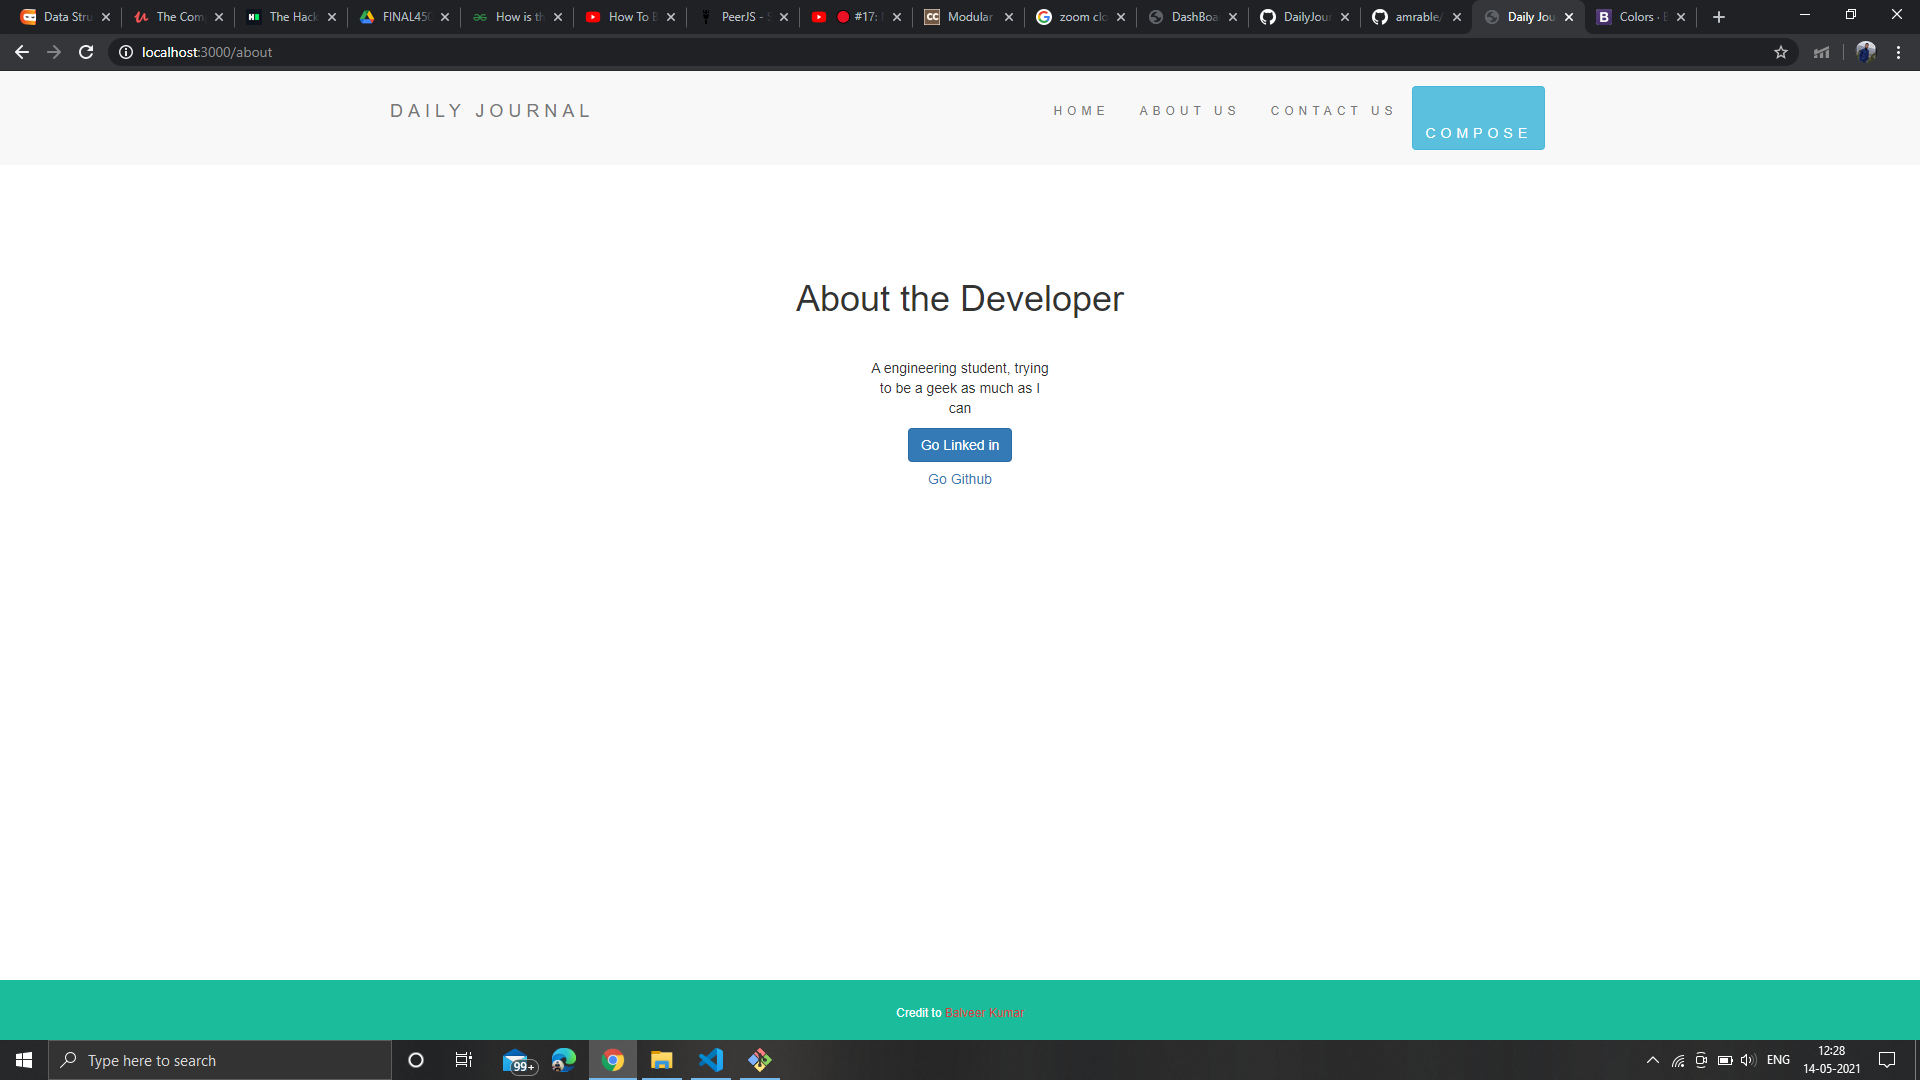 Data Stru
The Com
The Hack
FINAL450
How is th
How To B
PeerJS - S
#17:
Modular
zoom clo
DashBoa
DailyJour
amrable/
Daily Jou
Colors · B
localhost:3000/about
DAILY JOURNAL
HOME
ABOUT US
CONTACT US
COMPOSE
About the Developer
A engineering student, trying
to be a geek as much as I
can
Go Linked in
Go Github
Credit to Balveer Kumar
Type here to search
99+
ENG
12:28
14-05-2021